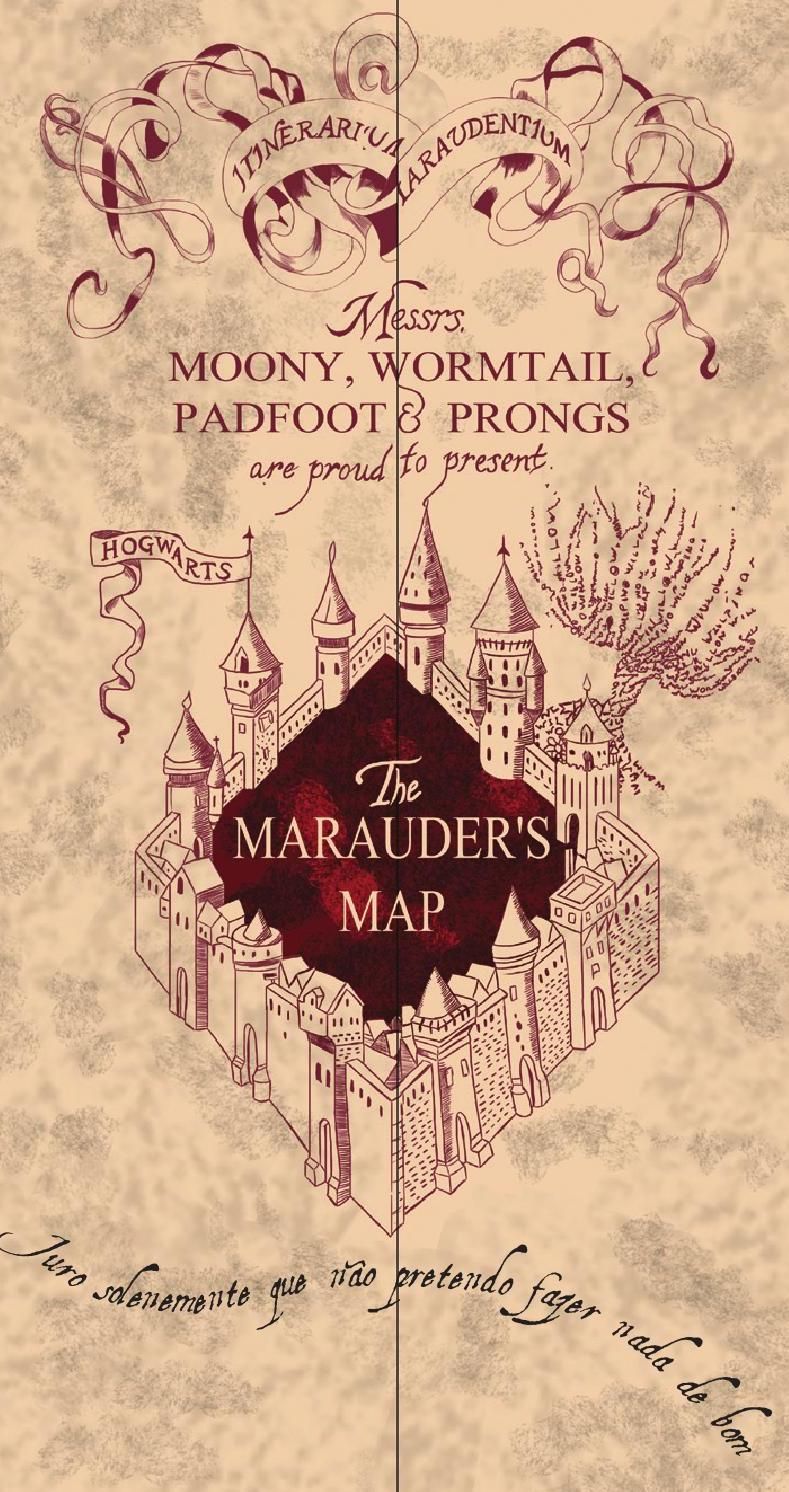 ITINERARIUM
MARAUDENTIUM
Messrs.
MOONY, WORMTAIL,
PADFOOT & PRONGS
are proud to present.
HOGWARTS
The
MARAUDER'S
MAP
Juro solenemente que não pretendo fazer nada de bom